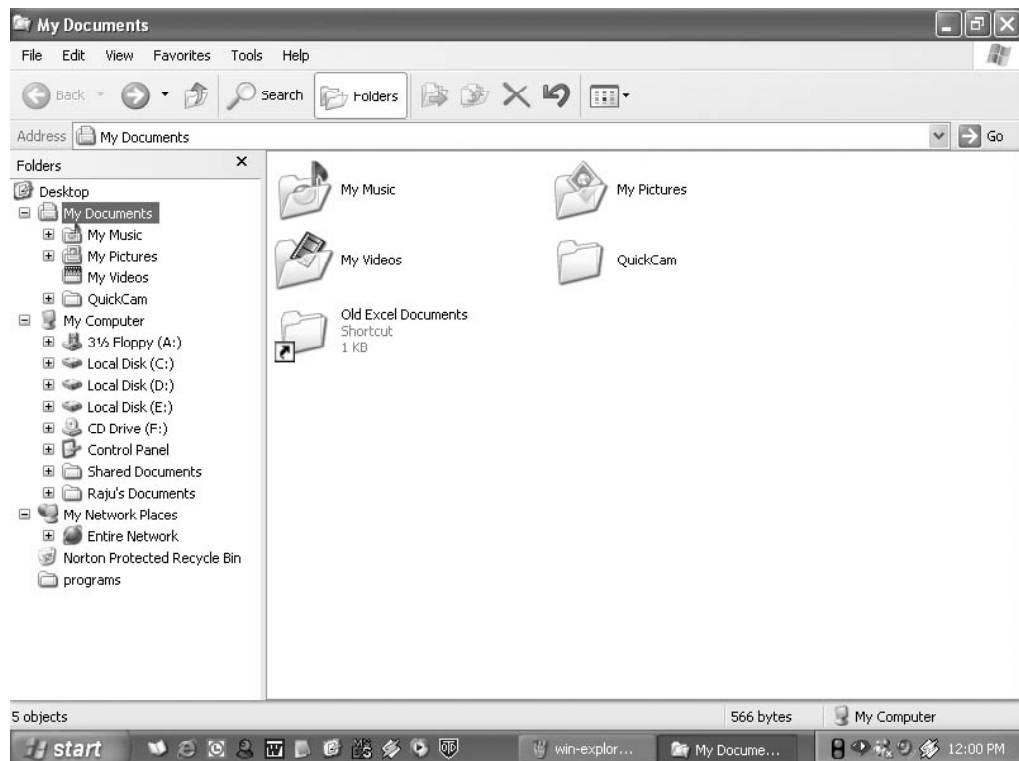 My Documents
File Edit View Favorites Tools Help
Back Search Folders
Address My Documents Go
Folders
Desktop
My Documents
My Music
My Pictures
My Videos
QuickCam
My Computer
3½ Floppy (A:)
Local Disk (C:)
Local Disk (D:)
Local Disk (E:)
CD Drive (F:)
Control Panel
Shared Documents
Raju's Documents
My Network Places
Entire Network
Norton Protected Recycle Bin
programs
My Music
My Pictures
My Videos
QuickCam
Old Excel Documents
Shortcut
1 KB
5 objects 566 bytes My Computer
start win-explor... My Docume... 12:00 PM